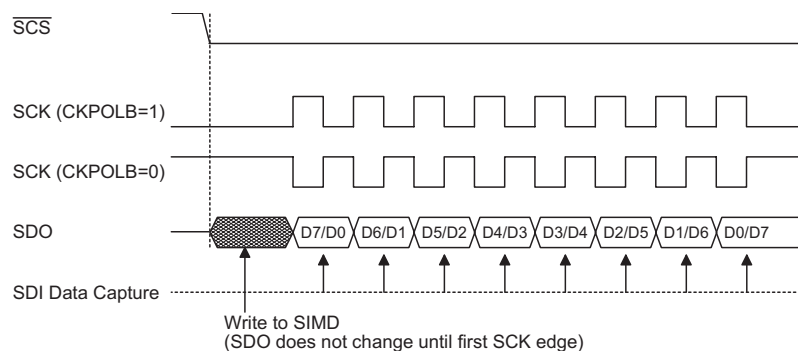 SCS
SCK (CKPOLB=1)
SCK (CKPOLB=0)
SDO
D7/D0 D6/D1 D5/D2 D4/D3 D3/D4 D2/D5 D1/D6 D0/D7
SDI Data Capture
Write to SIMD
(SDO does not change until first SCK edge)